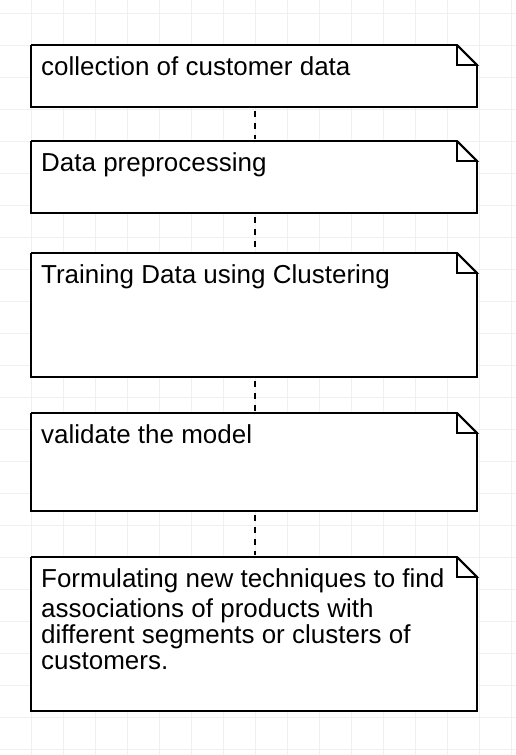 collection of customer data
Data preprocessing
Training Data using Clustering
validate the model
Formulating new techniques to find
associations of products with
different segments or clusters of
customers.